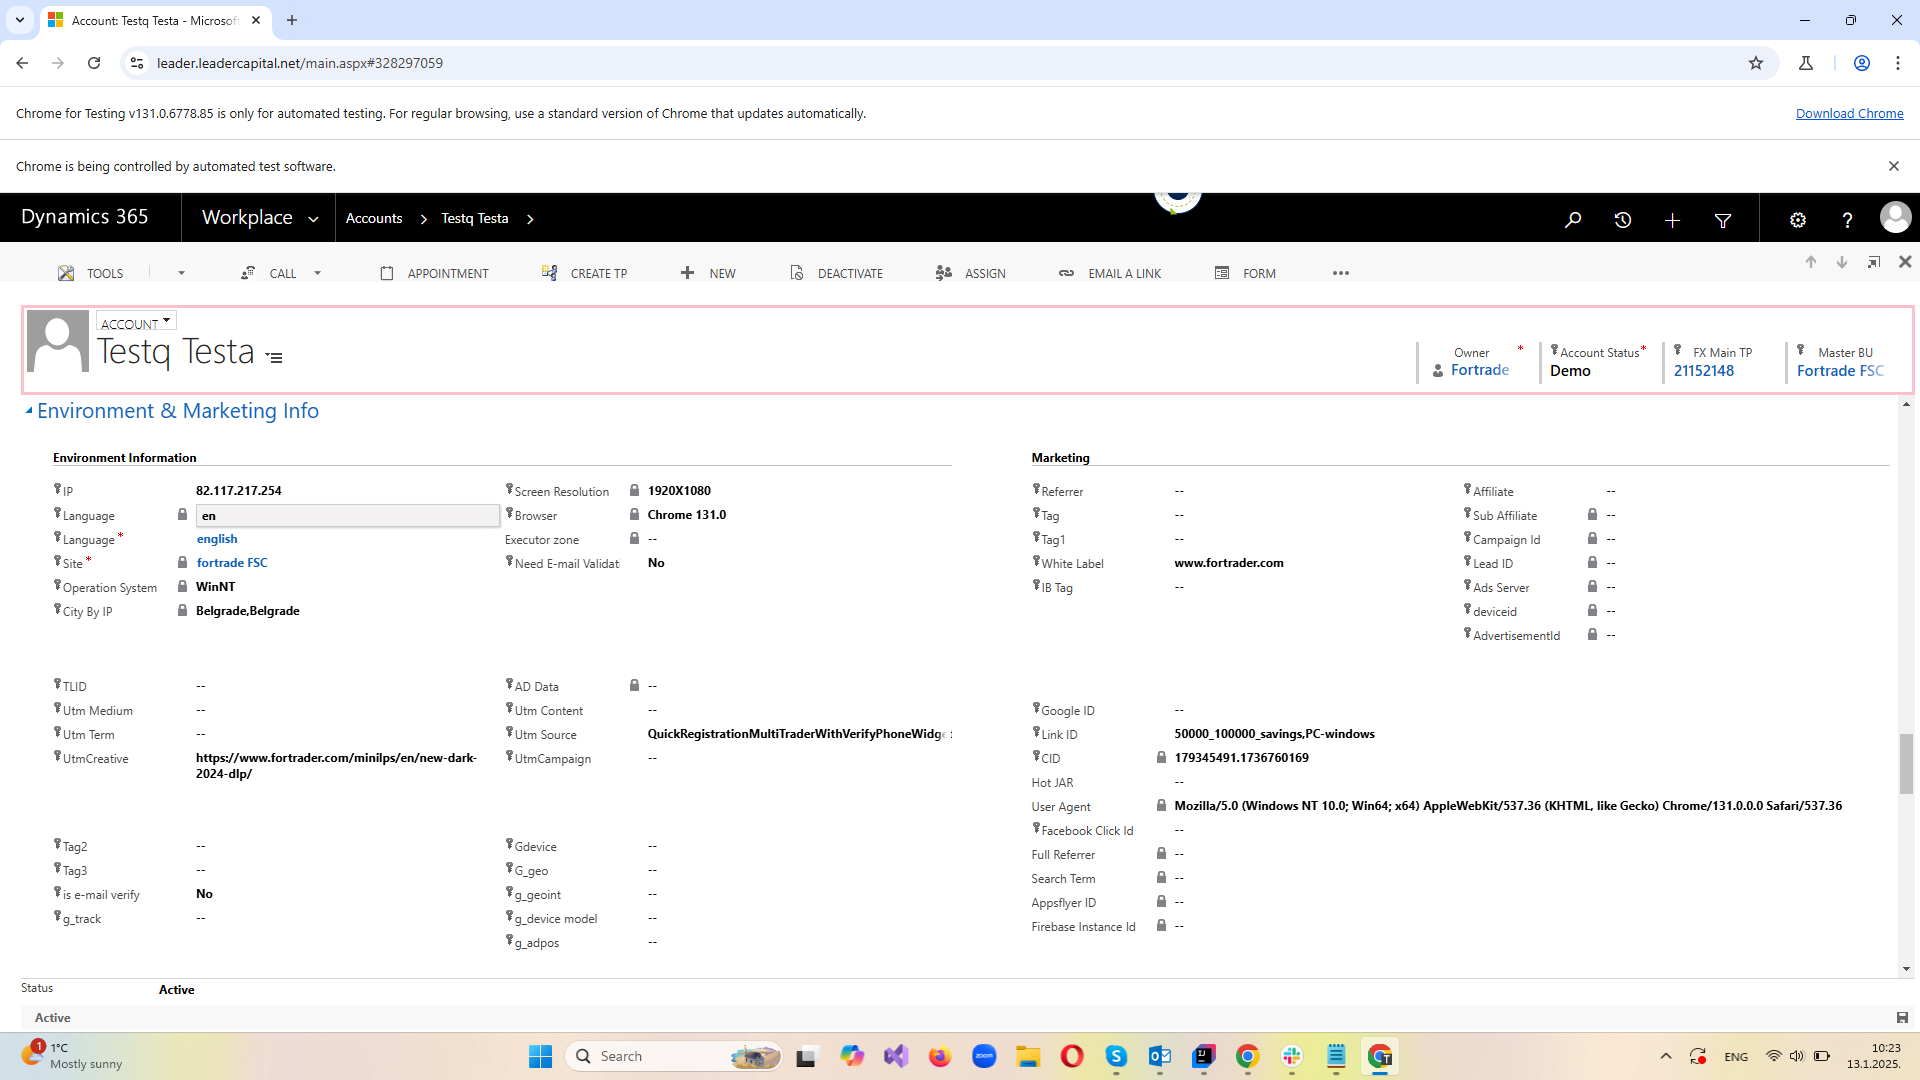 Account: Testq Testa - Microsof
leader.leadercapital.net/main.aspx#328297059
Chrome for Testing v131.0.6778.85 is only for automated testing. For regular browsing, use a standard version of Chrome that updates automatically.
Download Chrome
Chrome is being controlled by automated test software.
Dynamics 365
Workplace
Accounts
Testq Testa
TOOLS
CALL
APPOINTMENT
CREATE TP
NEW
DEACTIVATE
ASSIGN
EMAIL A LINK
FORM
ACCOUNT
Testq Testa
Owner *
Fortrade
Account Status *
Demo
FX Main TP
21152148
Master BU
Fortrade FSC
Environment & Marketing Info
Environment Information
IP 82.117.217.254
Language en
Language * english
Site * fortrade FSC
Operation System WinNT
City By IP Belgrade,Belgrade
Screen Resolution 1920X1080
Browser Chrome 131.0
Executor zone --
Need E-mail Validat No
Marketing
Referrer --
Tag --
Tag1 --
White Label www.fortrader.com
IB Tag --
Affiliate --
Sub Affiliate --
Campaign Id --
Lead ID --
Ads Server --
deviceid --
AdvertisementId --
TLID --
Utm Medium --
Utm Term --
UtmCreative https://www.fortrader.com/minilps/en/new-dark-
2024-dlp/
AD Data --
Utm Content --
Utm Source QuickRegistrationMultiTraderWithVerifyPhoneWidge
UtmCampaign --
Google ID --
Link ID 50000_100000_savings,PC-windows
CID 179345491.1736760169
Hot JAR --
User Agent Mozilla/5.0 (Windows NT 10.0; Win64; x64) AppleWebKit/537.36 (KHTML, like Gecko) Chrome/131.0.0.0 Safari/537.36
Facebook Click Id --
Full Referrer --
Search Term --
Appsflyer ID --
Firebase Instance Id --
Tag2 --
Tag3 --
is e-mail verify No
g_track --
Gdevice --
G_geo --
g_geoint --
g_device model --
g_adpos --
Status Active
Active
1
1°C
Mostly sunny
Search
zoom
ENG
10:23
13.1.2025.